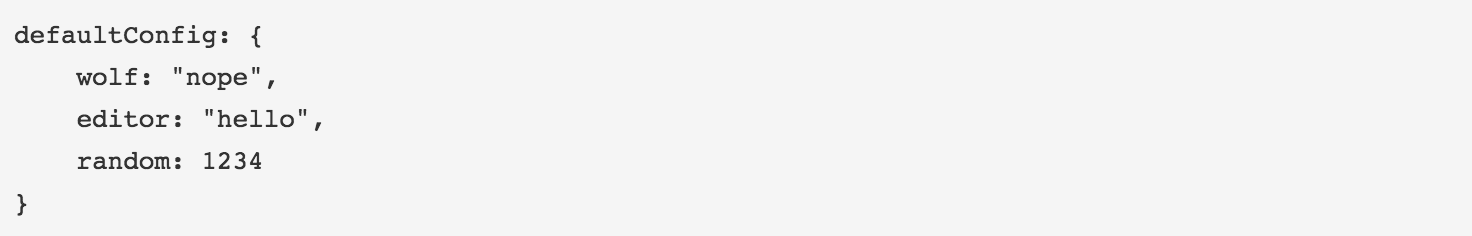 defaultConfig: {
    wolf: "nope",
    editor: "hello",
    random: 1234
}